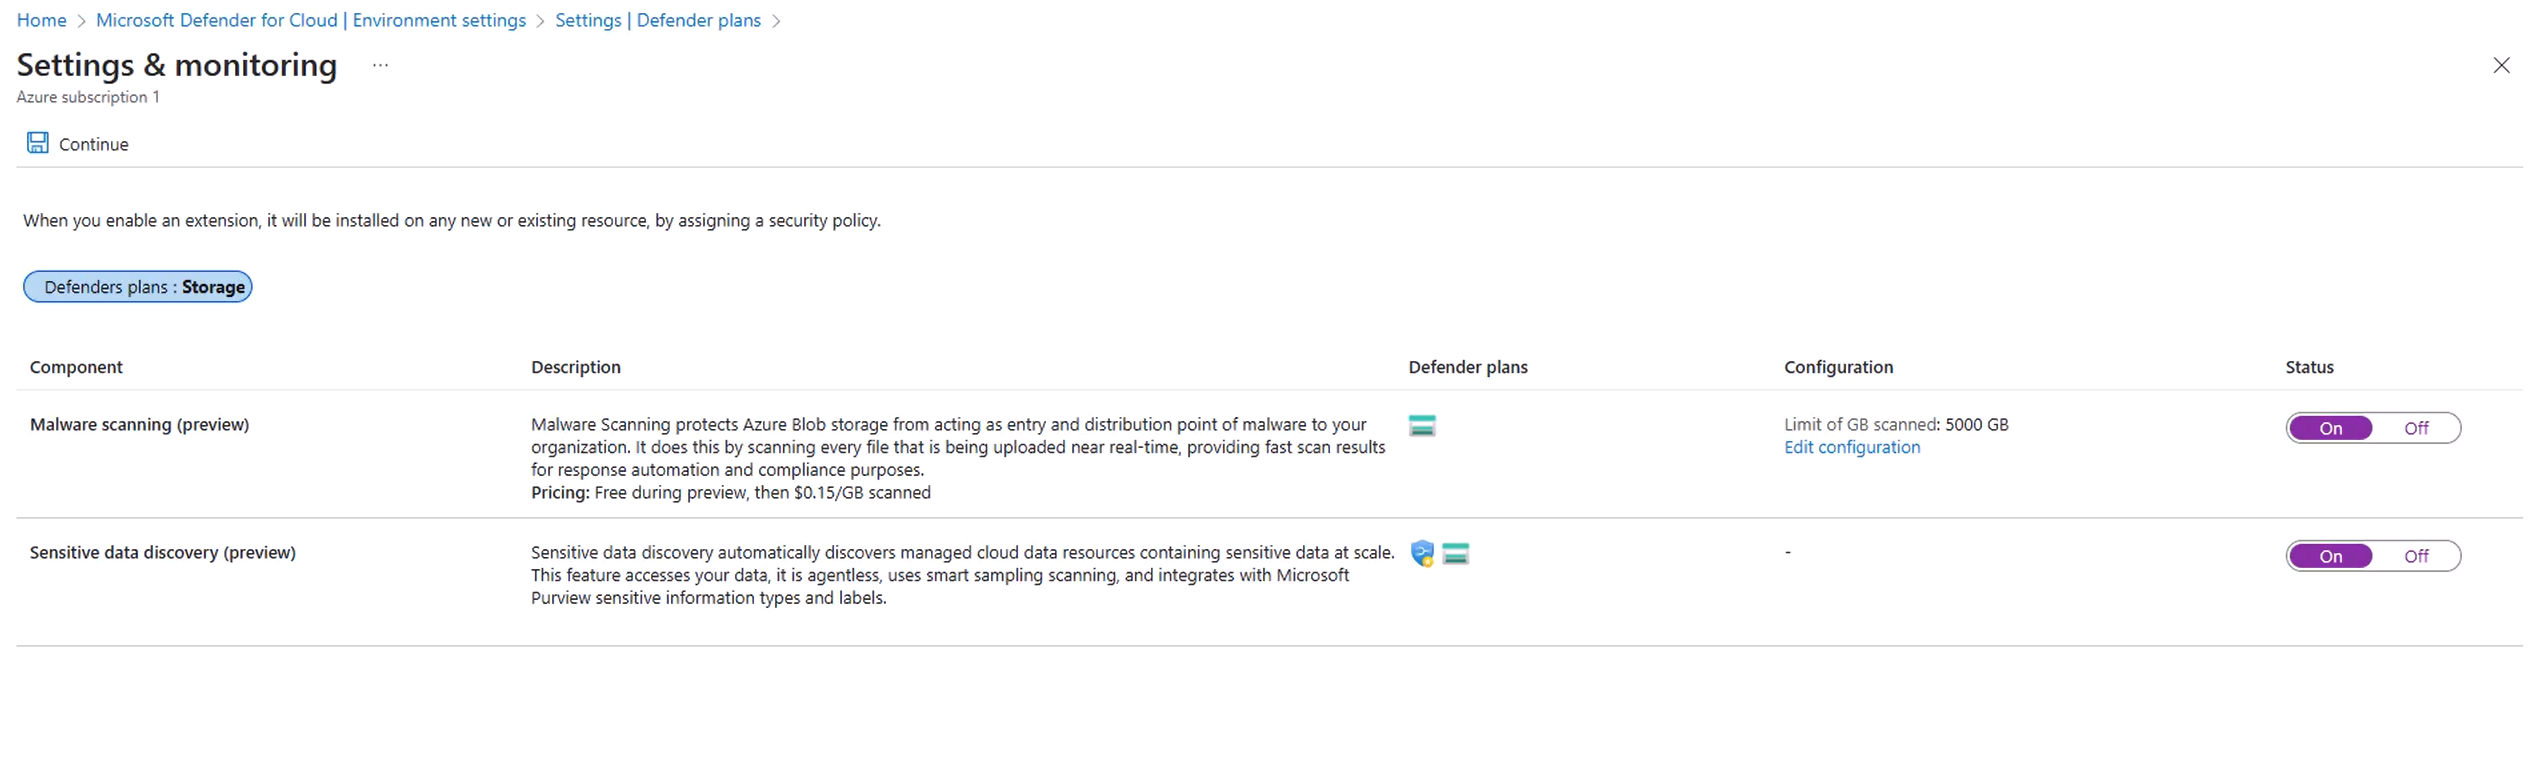 Home > Microsoft Defender for Cloud | Environment settings > Settings | Defender plans >
Settings & monitoring ...
Azure subscription 1
Continue
When you enable an extension, it will be installed on any new or existing resource, by assigning a security policy.
Defenders plans : Storage
Component Description Defender plans Configuration Status
Malware scanning (preview)
Malware Scanning protects Azure Blob storage from acting as entry and distribution point of malware to your
organization. It does this by scanning every file that is being uploaded near real-time, providing fast scan results
for response automation and compliance purposes.
Pricing: Free during preview, then $0.15/GB scanned
Limit of GB scanned: 5000 GB
Edit configuration
On Off
Sensitive data discovery (preview)
Sensitive data discovery automatically discovers managed cloud data resources containing sensitive data at scale.
This feature accesses your data, it is agentless, uses smart sampling scanning, and integrates with Microsoft
Purview sensitive information types and labels.
-
On Off